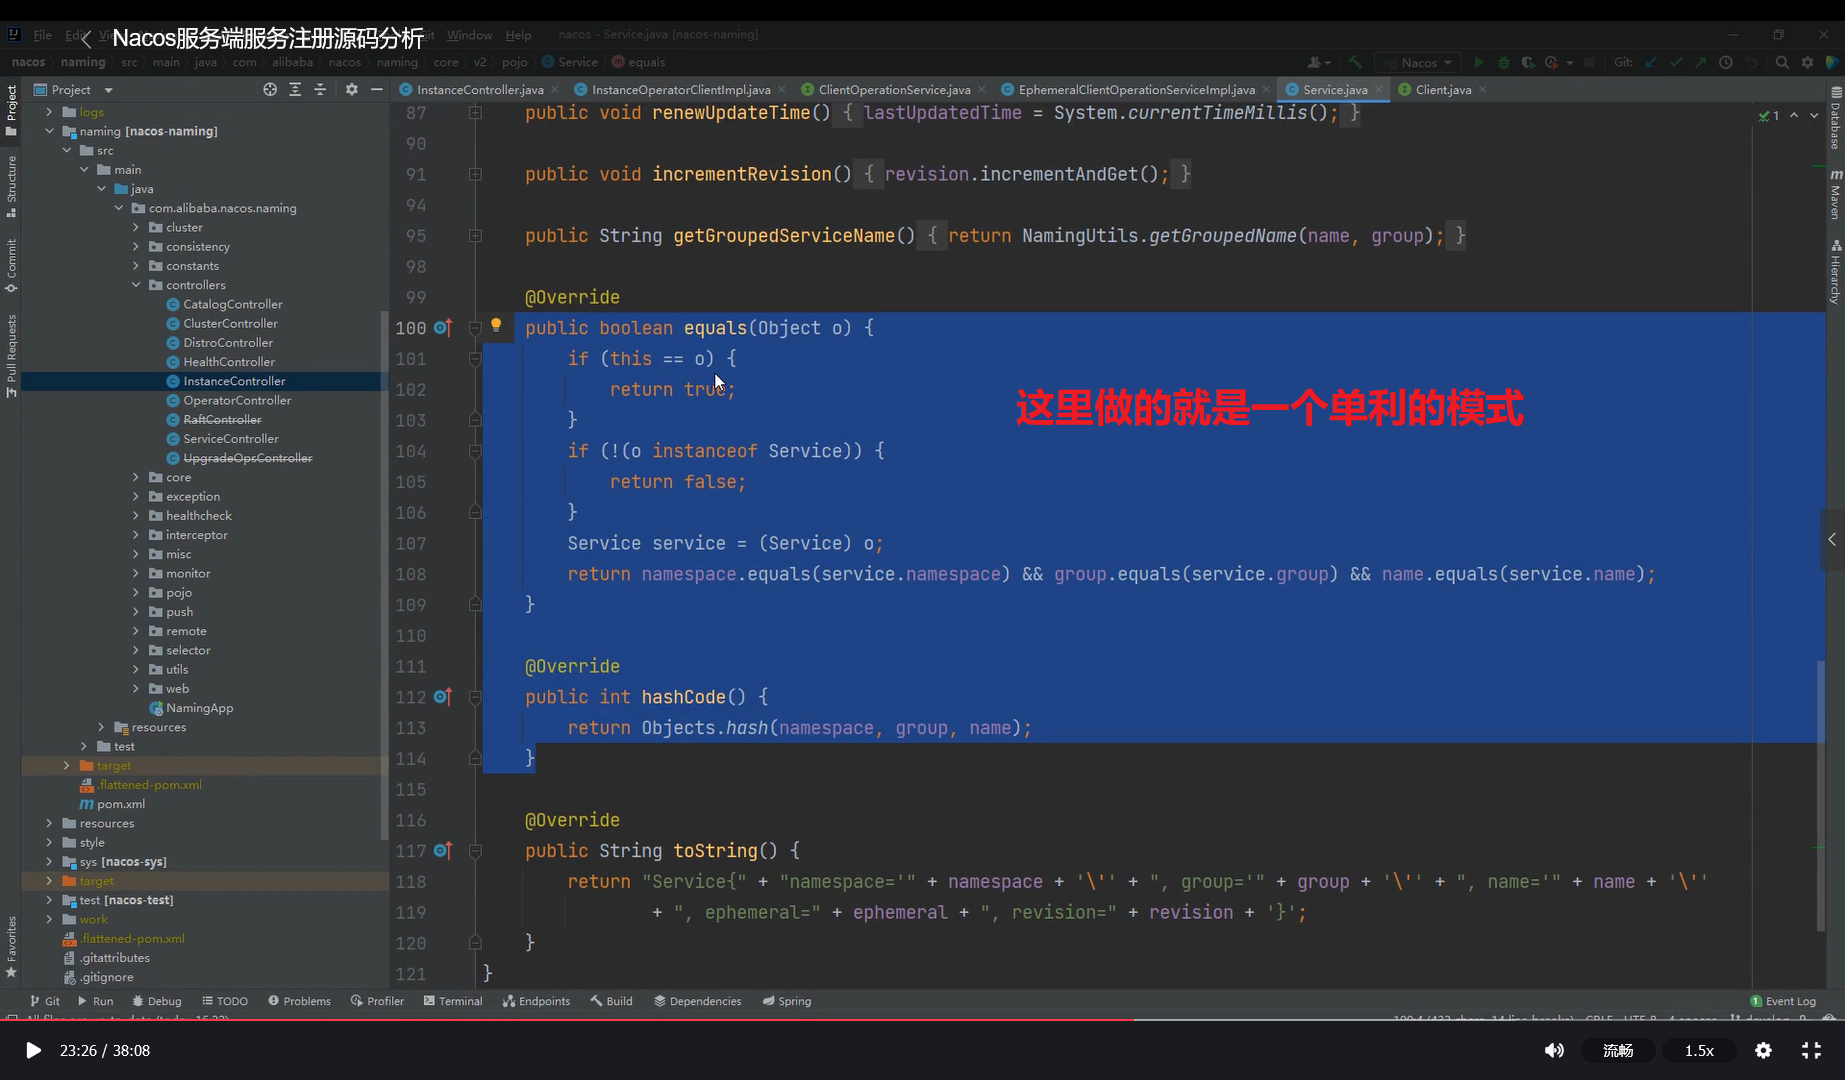 Nacos服务端服务注册源码分析
File Edit Window Help nacos - Service.java [nacos-naming]
nacos naming src main java com alibaba nacos naming core v2 pojo Service equals
Nacos Git:
Project
InstanceController.java InstanceOperatorClientImpl.java ClientOperationService.java EphemeralClientOperationServiceImpl.java Service.java Client.java
Project
Structure
Commit
Pull Requests
Favorites
logs
naming [nacos-naming]
src
main
java
com.alibaba.nacos.naming
cluster
consistency
constants
controllers
CatalogController
ClusterController
DistroController
HealthController
InstanceController
OperatorController
RaftController
ServiceController
UpgradeOpsController
core
exception
healthcheck
interceptor
misc
monitor
pojo
push
remote
selector
utils
web
NamingApp
resources
test
target
.flattened-pom.xml
pom.xml
resources
style
sys [nacos-sys]
target
test [nacos-test]
work
.flattened-pom.xml
.gitattributes
.gitignore
87 public void renewUpdateTime() { lastUpdatedTime = System.currentTimeMillis(); }
90
91 public void incrementRevision() { revision.incrementAndGet(); }
94
95 public String getGroupedServiceName() { return NamingUtils.getGroupedName(name, group); }
98
99 @Override
100 public boolean equals(Object o) {
101 if (this == o) {
102 return true;
103 }
104 if (!(o instanceof Service)) {
105 return false;
106 }
107 Service service = (Service) o;
108 return namespace.equals(service.namespace) && group.equals(service.group) && name.equals(service.name);
109 }
110
111 @Override
112 public int hashCode() {
113 return Objects.hash(namespace, group, name);
114 }
115
116 @Override
117 public String toString() {
118 return "Service{" + "namespace='" + namespace + '\'' + ", group='" + group + '\'' + ", name='" + name + '\''
119 + ", ephemeral=" + ephemeral + ", revision=" + revision + '}';
120 }
121 }
这里做的就是一个单利的模式
1
Database
Maven
Hierarchy
Git Run Debug TODO Problems Profiler Terminal Endpoints Build Dependencies Spring 1 Event Log
23:26 / 38:08 流畅 1.5x